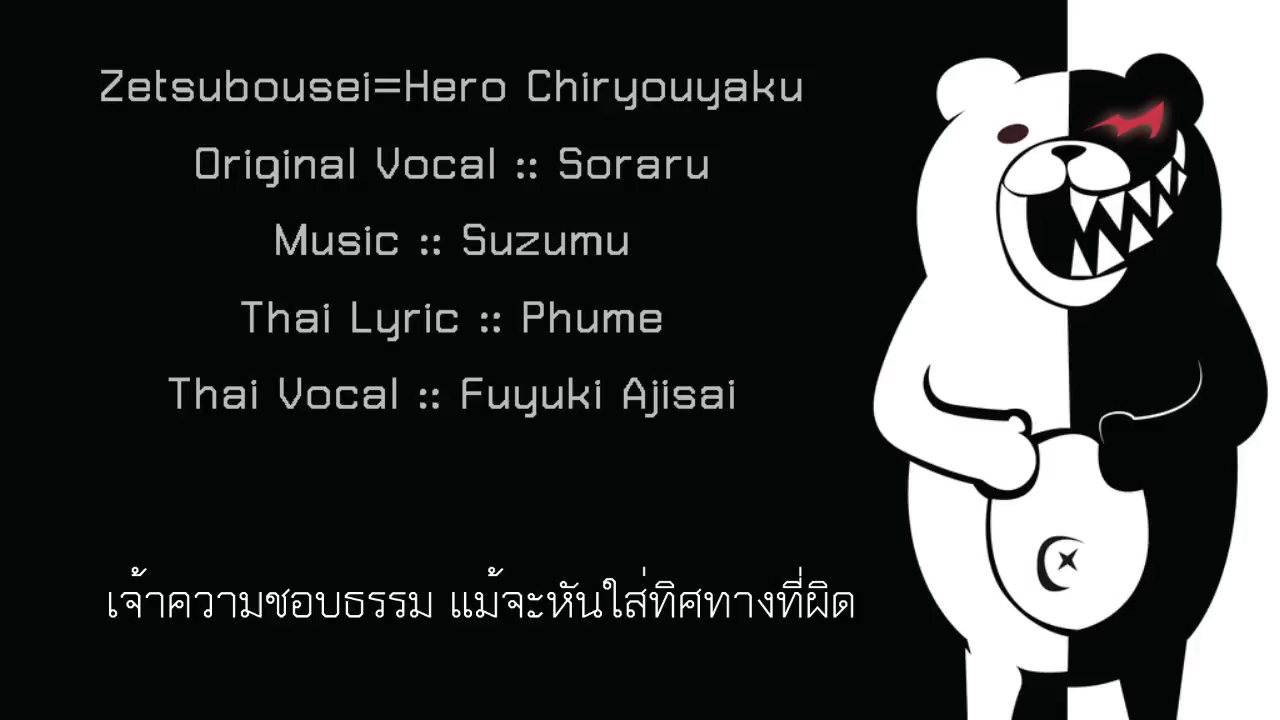 Zetsubousei=Hero Chiryouyaku
Original Vocal :: Soraru
Music :: Suzumu
Thai Lyric :: Phume
Thai Vocal :: Fuyuki Ajisai
เจ้าความชอบธรรม แม้จะหันใส่ทิศทางที่ผิด